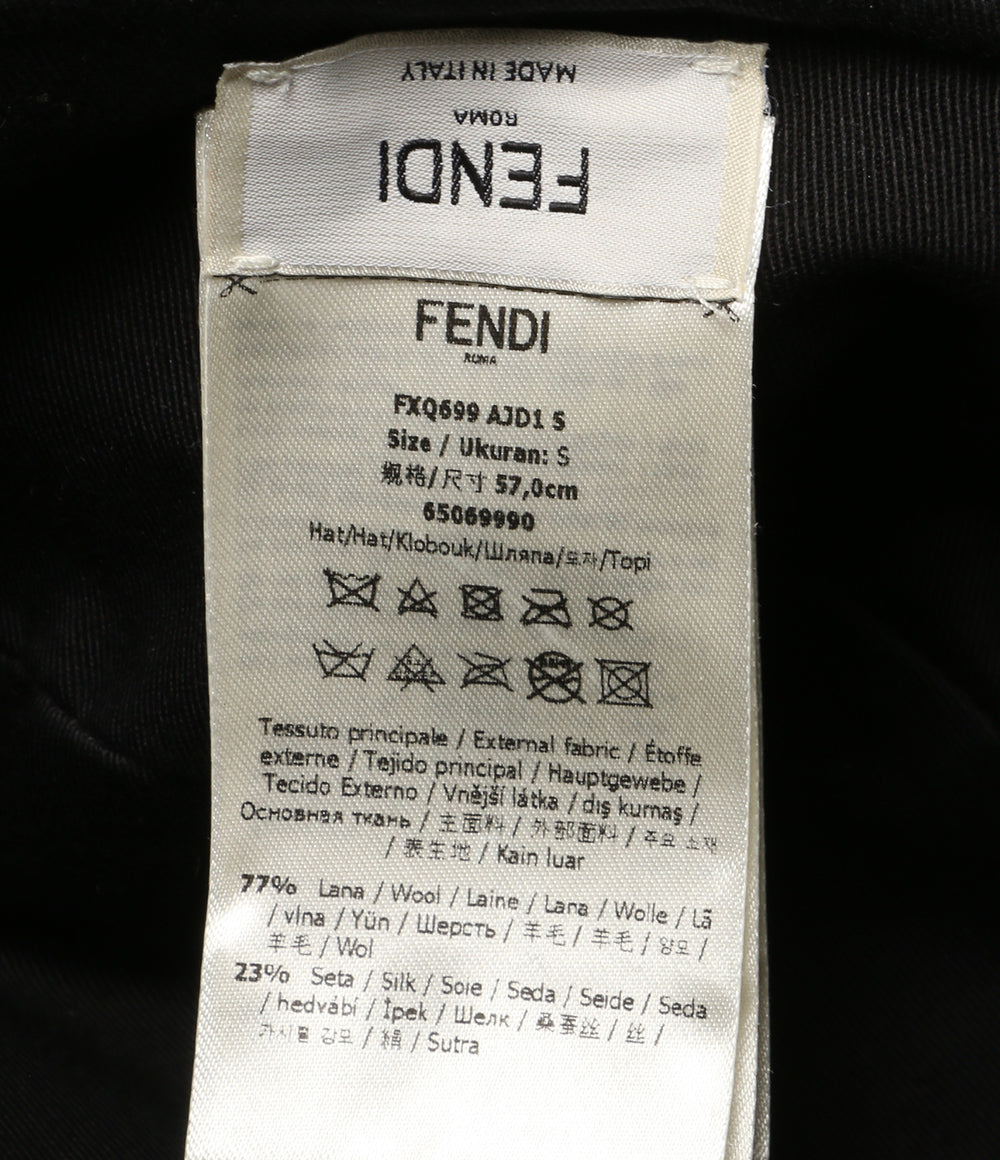 MADE IN ITALY
ROMA
FENDI
FENDI
ROMA
FXQ699 AJD1 S
Size / Ukuran: S
规格/尺寸 57,0cm
65069990
Hat/Hat/Klobouk/Шляпа/모자/Topi
Tessuto principale / External fabric / Étoffe
externe / Tejido principal / Hauptgewebe /
Tecido Externo / Vnější látka / dış kumaş /
Основная ткань / 主面料 / 外部面料 / 주요 소재
/ 表生地 / Kain luar
77% Lana / Wool / Laine / Lana / Wolle / Lã
/ vlna / Yün / Шерсть / 羊毛 / 羊毛 / 양모 /
羊毛 / Wol
23% Seta / Silk / Soie / Seda / Seide / Seda
/ hedvábí / İpek / Шелк / 桑蚕丝 / 丝 /
/ 絹 / Sutra